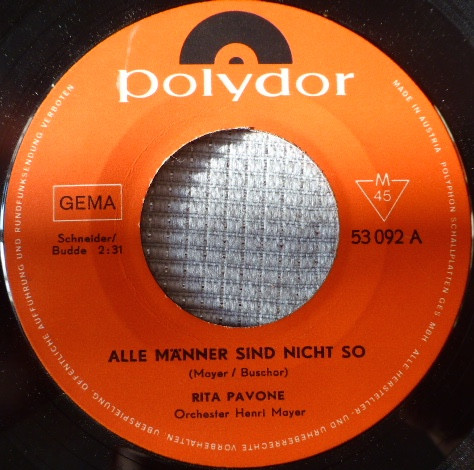 polydor
GEMA
Schneider/
Budde 2:31
M
45
53 092 A
ALLE MÄNNER SIND NICHT SO
(Mayer / Buschor)
RITA PAVONE
Orchester Henri Mayer
MADE IN AUSTRIA POLYPHON SCHALLPLATTEN GES MBH · ALLE HERSTELLER- UND URHEBERRECHTE VORBEHALTEN · ÜBERSPIELUNG, ÖFFENTLICHE AUFFÜHRUNG UND RUNDFUNKSENDUNG VERBOTEN